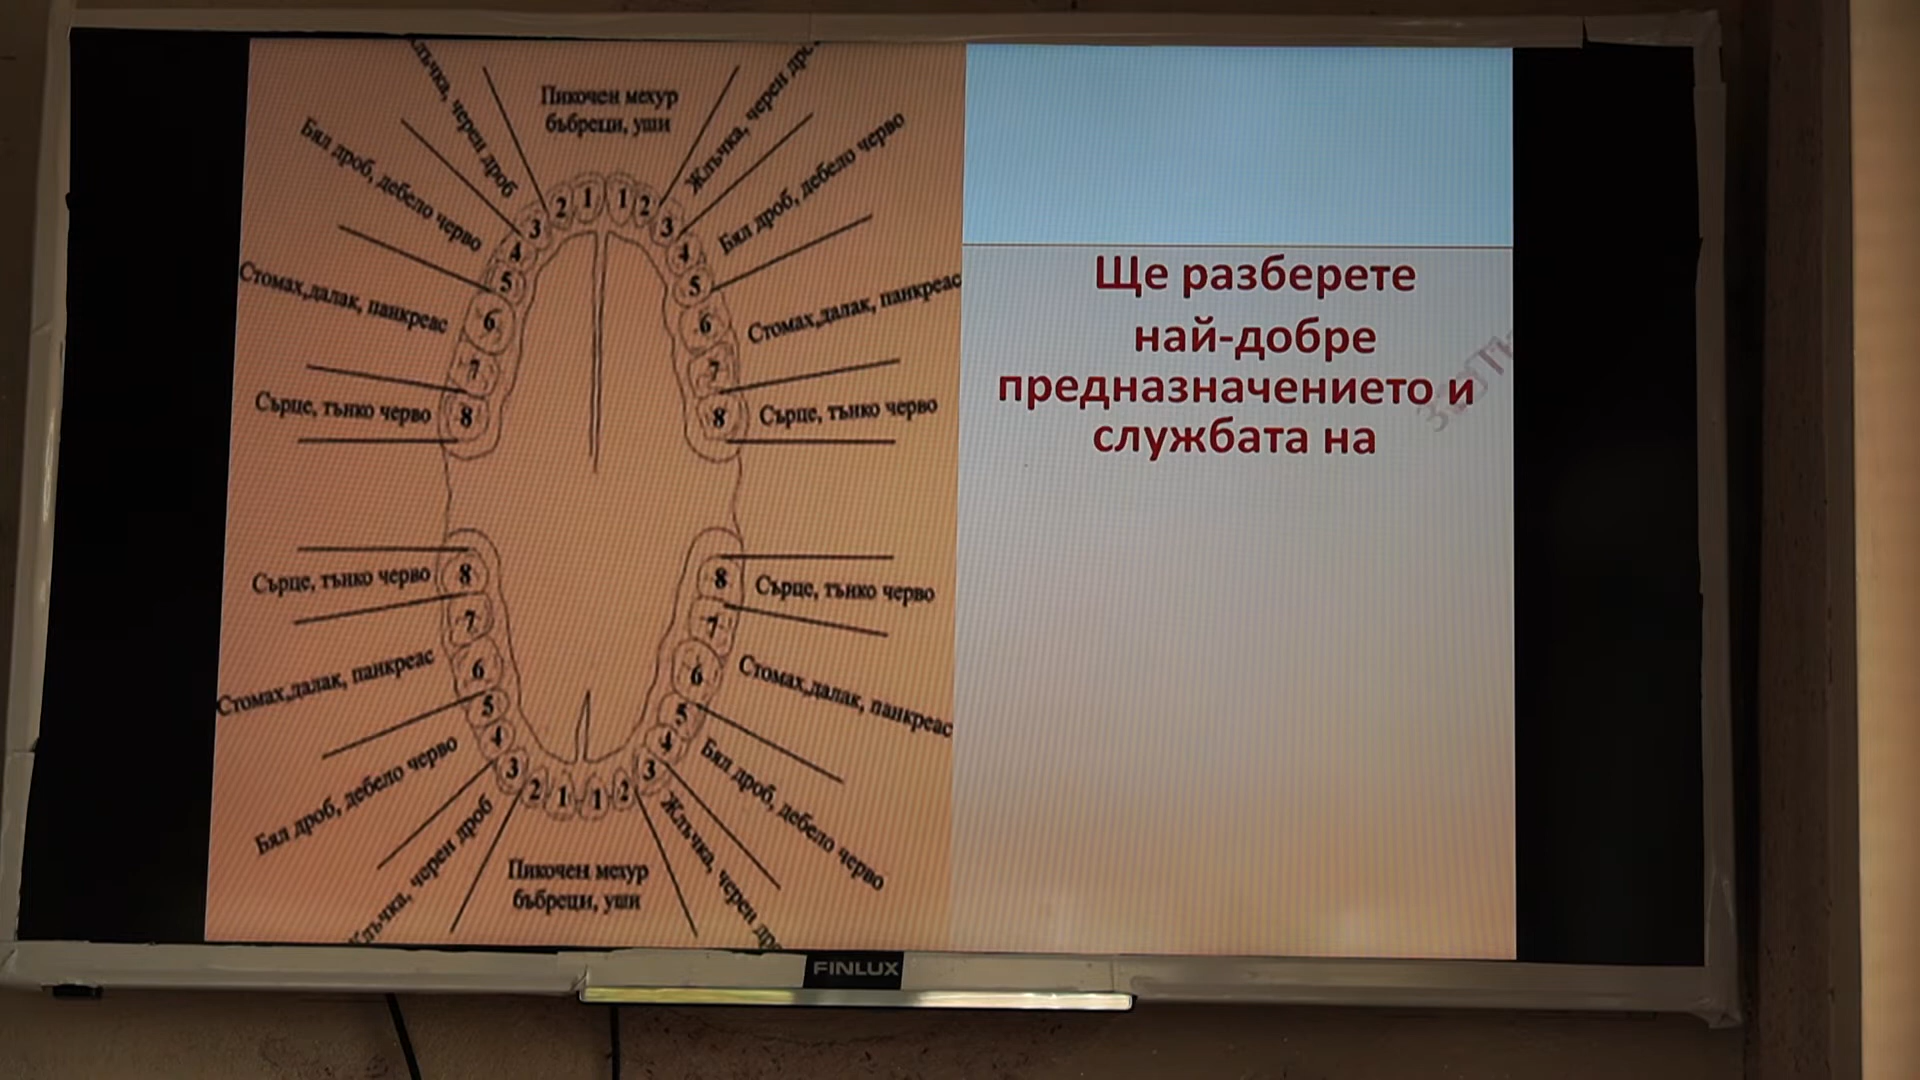 Пикочен мехур
бъбреци, уши
черен дроб
Жлъчка, черен
Бял дроб, дебело черво
Бял дроб, дебело черво
Стомах,далак, панкреас
Стомах,далак, панкреас
Сърце, тънко черво
Сърце, тънко черво
2 1 1 2
3 3
4 4
5 5
6 6
7 7
8 8
8 8
7 7
6 6
5 5
4 4
3 3
2 1 1 2
Сърце, тънко черво
Сърце, тънко черво
Стомах,далак, панкреас
Стомах,далак, панкреас
Бял дроб, дебело черво
Бял дроб, дебело черво
черен дроб
Жлъчка, черен
Пикочен мехур
бъбреци, уши
Ще разберете
най-добре
предназначението и
службата на
FINLUX